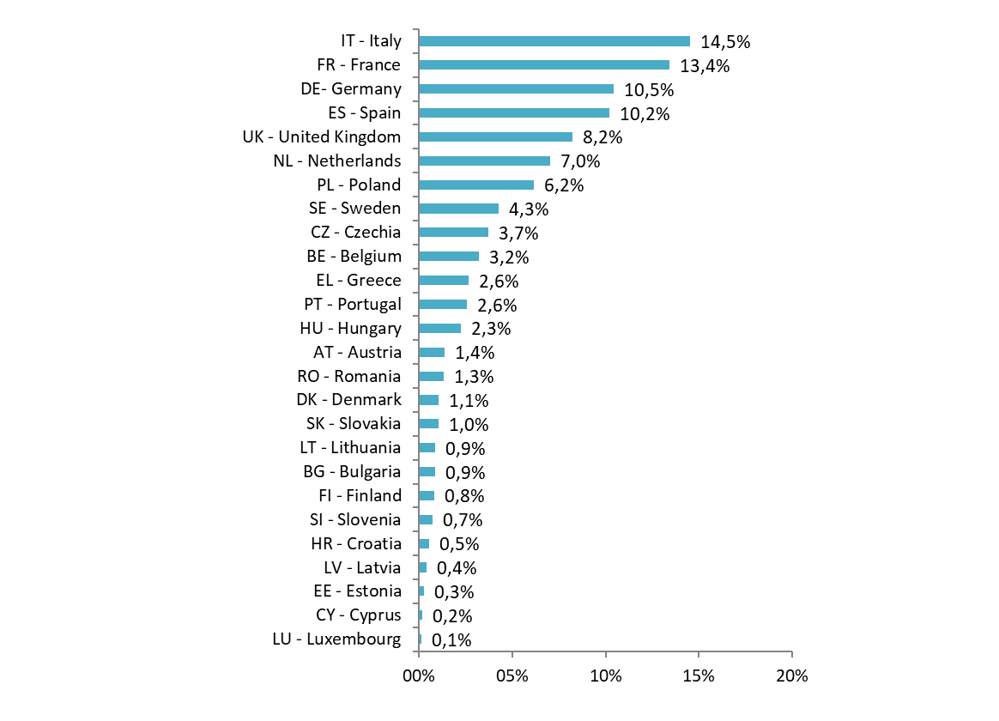 IT - Italy 14,5%
FR - France 13,4%
DE- Germany 10,5%
ES - Spain 10,2%
UK - United Kingdom 8,2%
NL - Netherlands 7,0%
PL - Poland 6,2%
SE - Sweden 4,3%
CZ - Czechia 3,7%
BE - Belgium 3,2%
EL - Greece 2,6%
PT - Portugal 2,6%
HU - Hungary 2,3%
AT - Austria 1,4%
RO - Romania 1,3%
DK - Denmark 1,1%
SK - Slovakia 1,0%
LT - Lithuania 0,9%
BG - Bulgaria 0,9%
FI - Finland 0,8%
SI - Slovenia 0,7%
HR - Croatia 0,5%
LV - Latvia 0,4%
EE - Estonia 0,3%
CY - Cyprus 0,2%
LU - Luxembourg 0,1%
00% 05% 10% 15% 20%